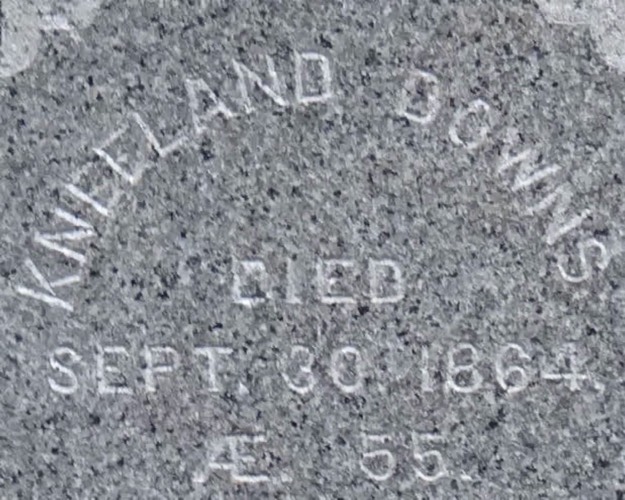 KNEELAND DOWNS
DIED
SEPT. 30. 1864.
Æ. 55.